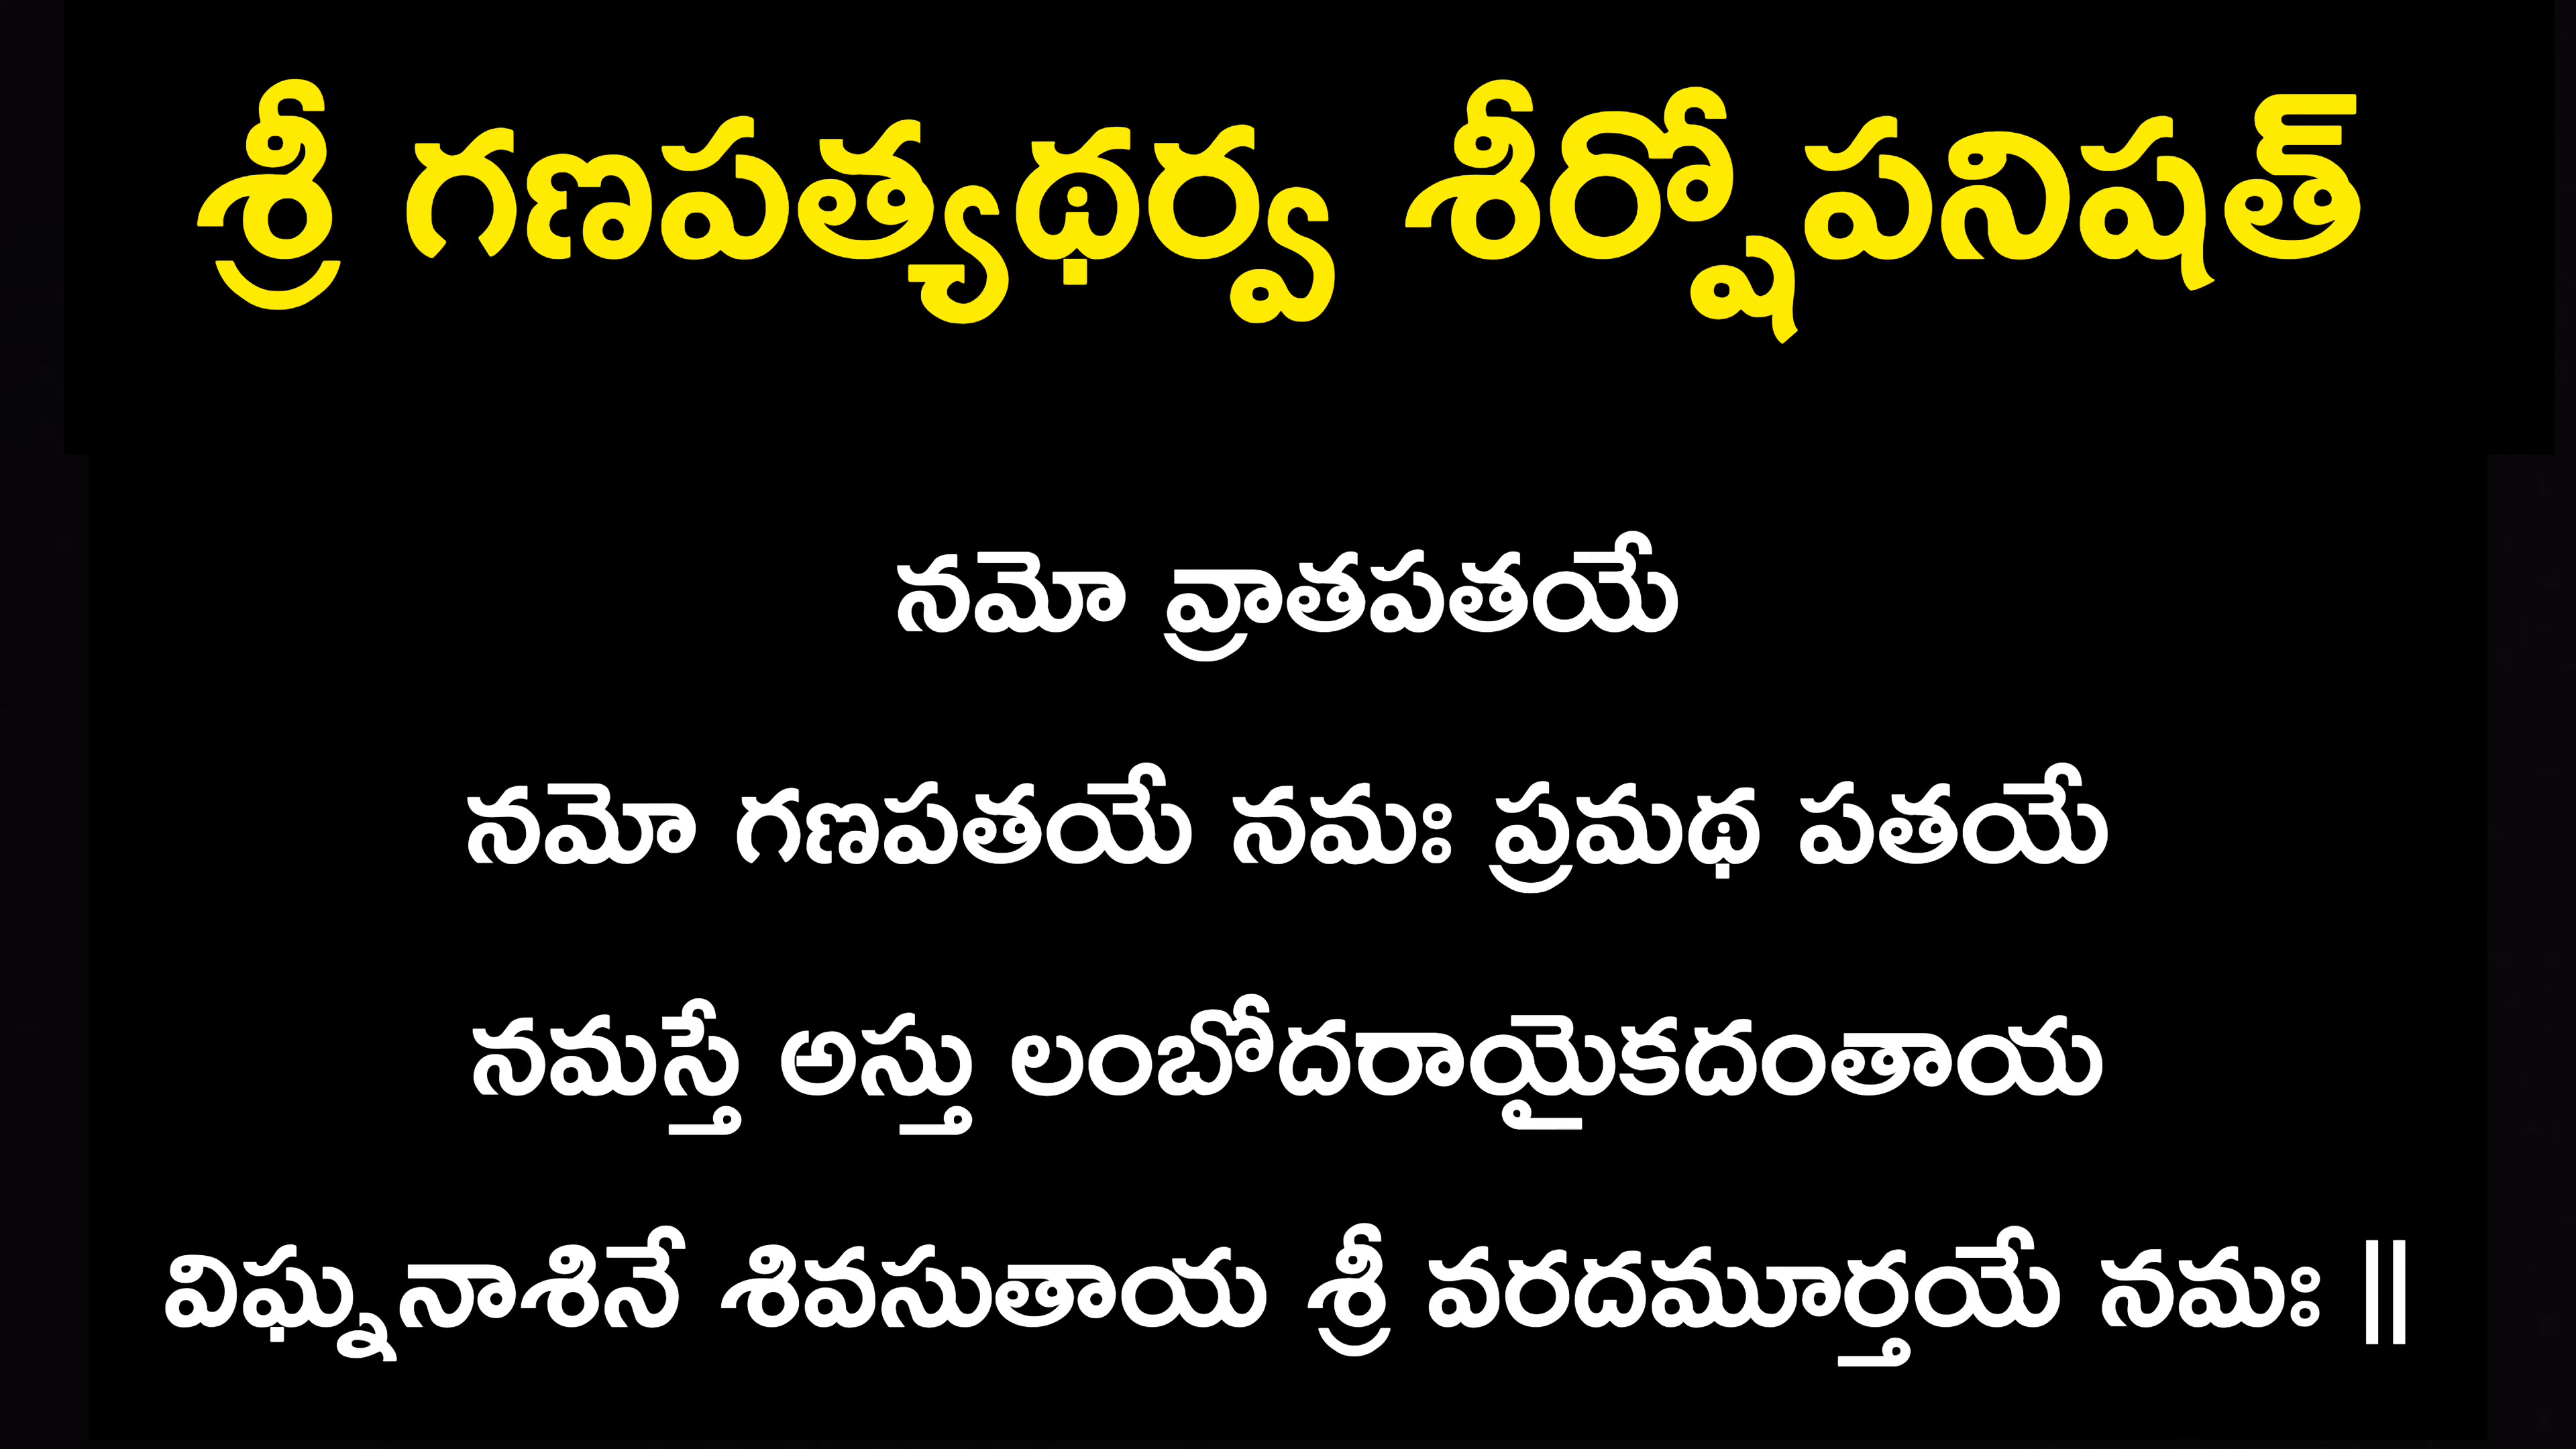 శ్రీ గణపత్యథర్వ శీర్షోపనిషత్
నమో వ్రాతపతయే
నమో గణపతయే నమః ప్రమథ పతయే
నమస్తే అస్తు లంబోదరాయైకదంతాయ
విఘ్ననాశినే శివసుతాయ శ్రీ వరదమూర్తయే నమః ||